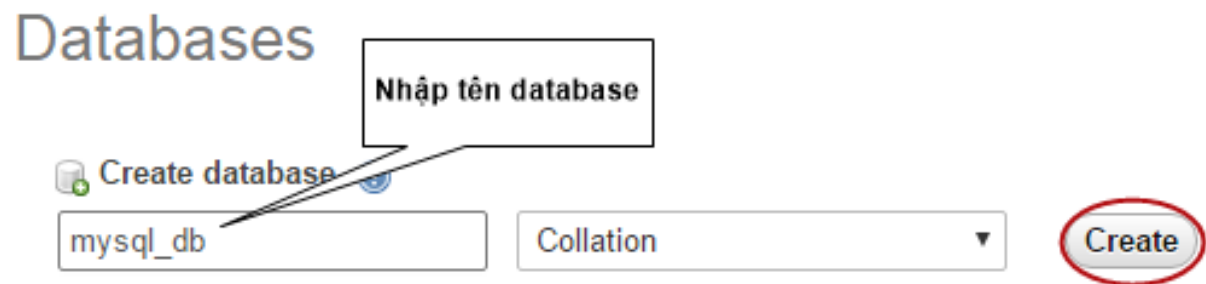 Databases
Nhập tên database
Create database
mysql_db
Collation
Create